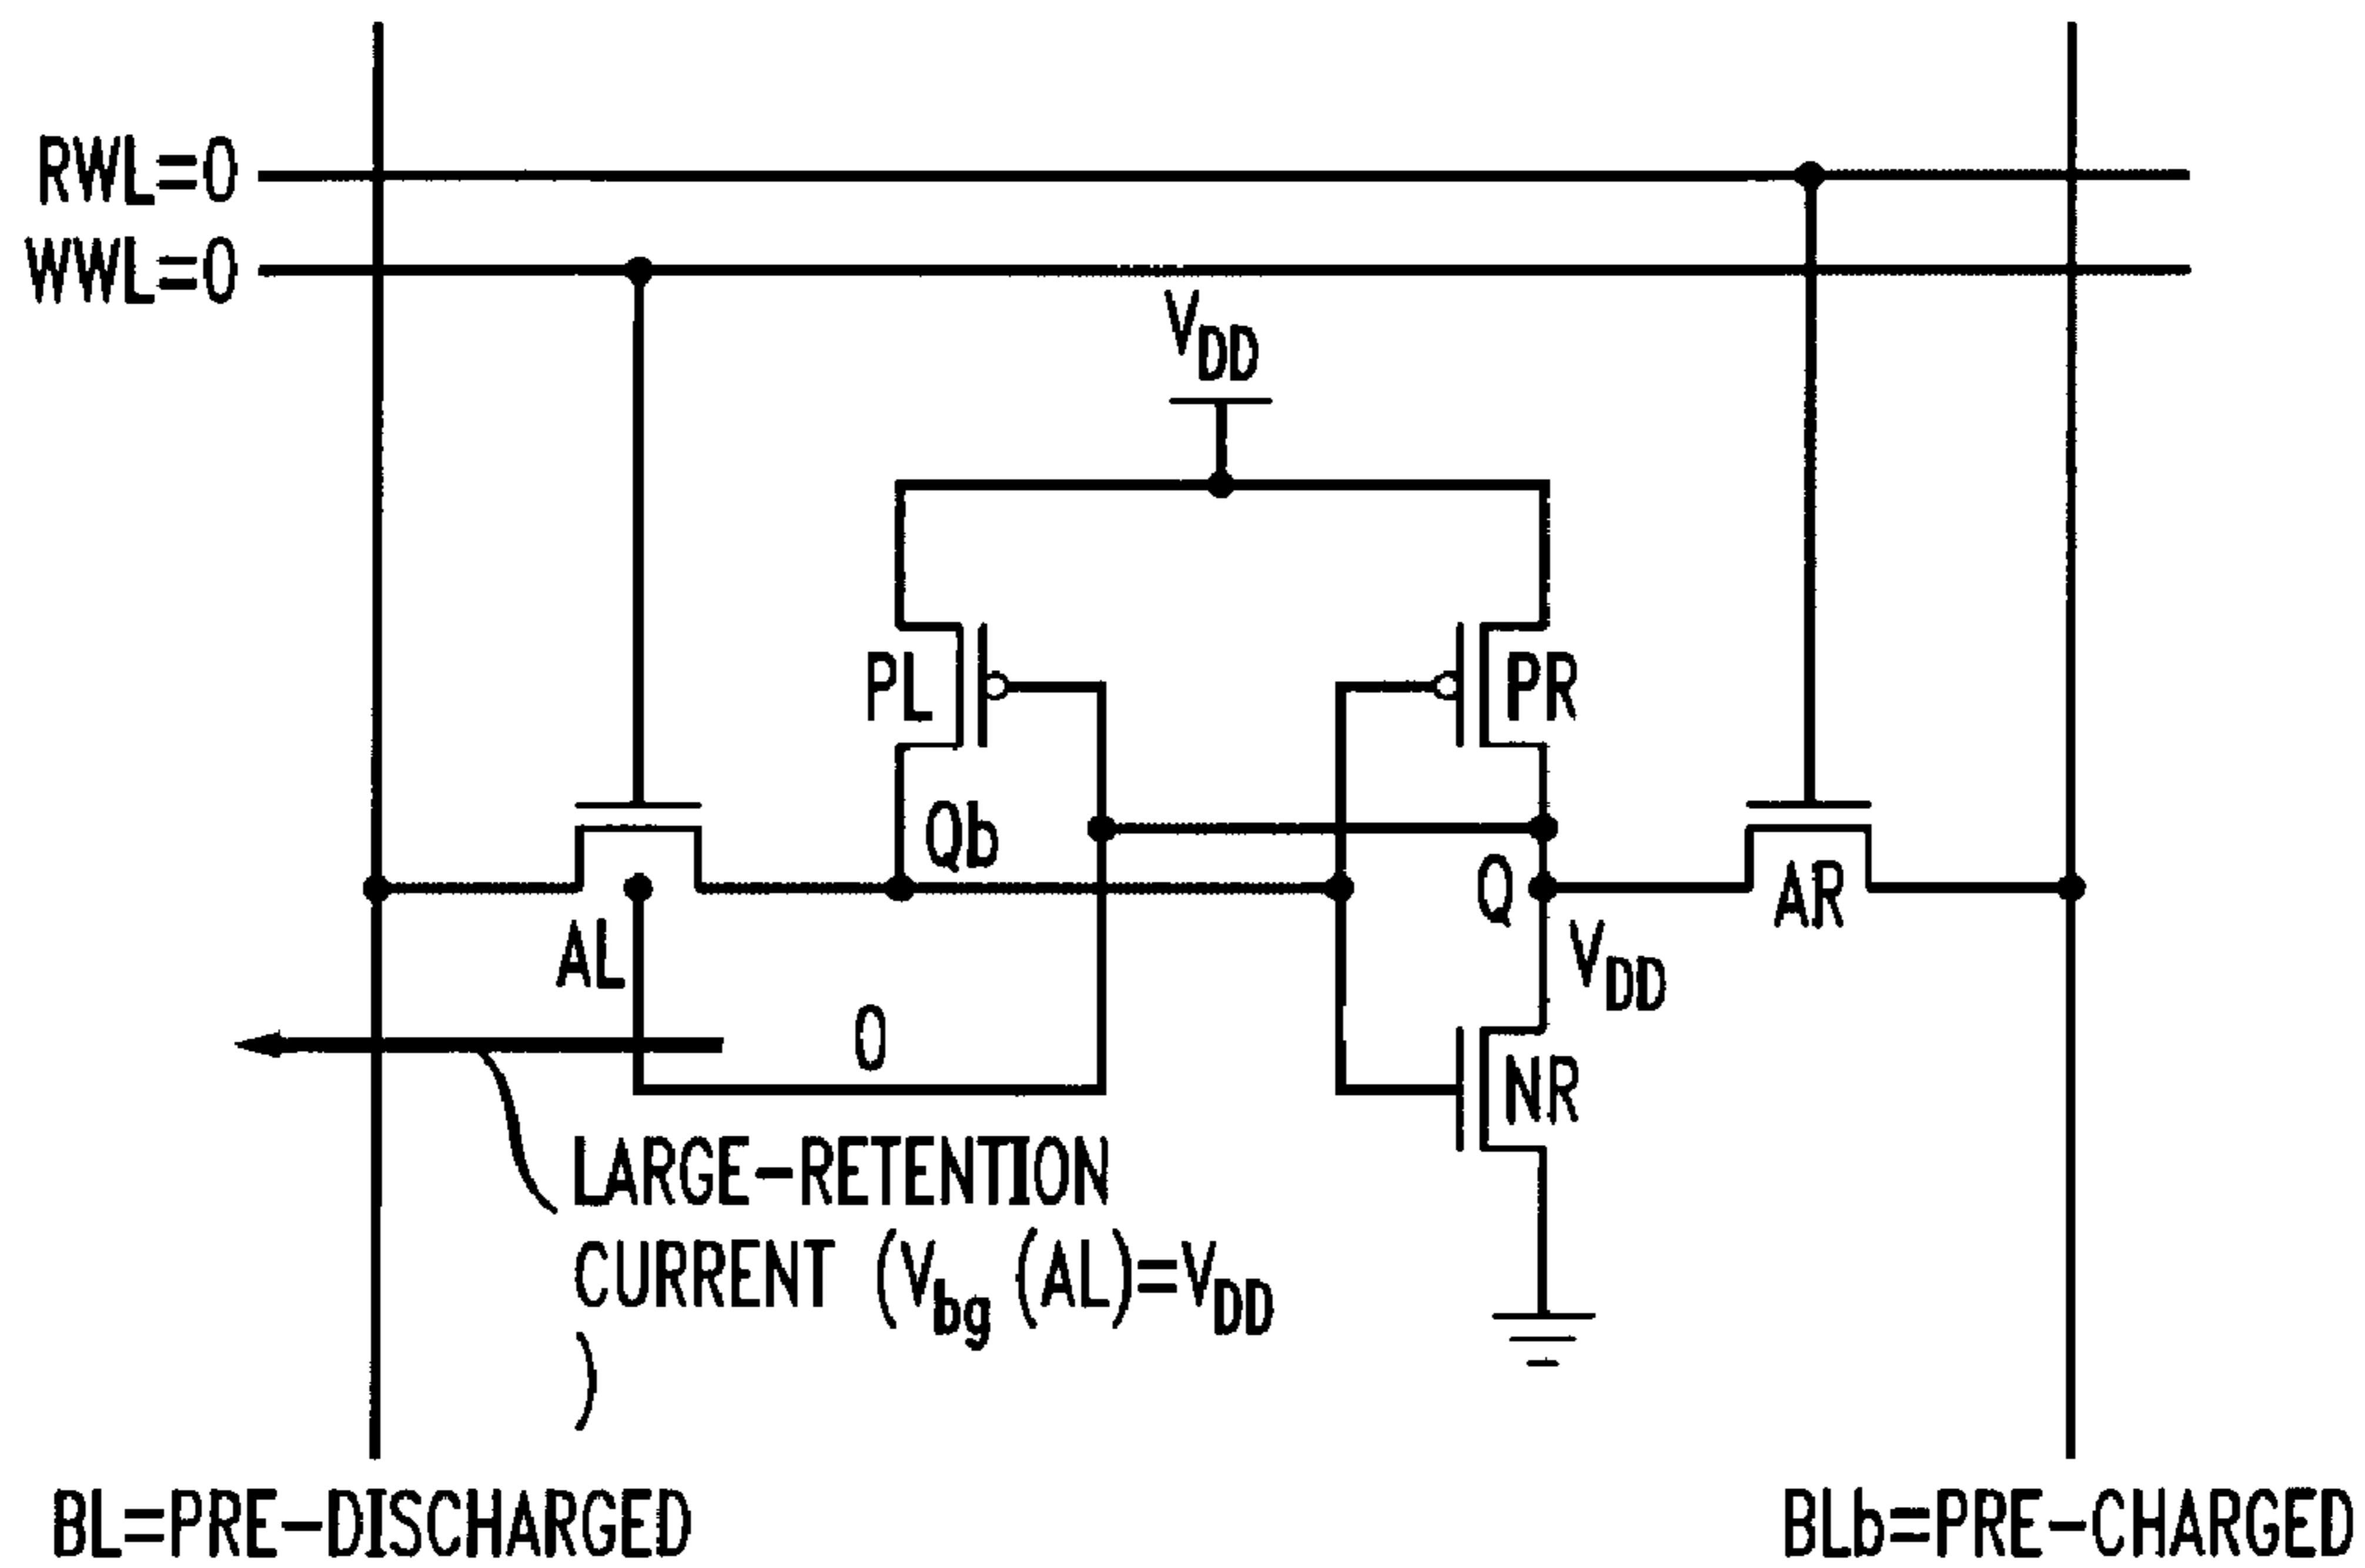 RWL=0
WWL=0
VDD
PL
PR
Qb
Q
AR
AL
VDD
0
NR
LARGE-RETENTION
CURRENT (Vbg (AL)=VDD
)
BL=PRE-DISCHARGED
BLb=PRE-CHARGED